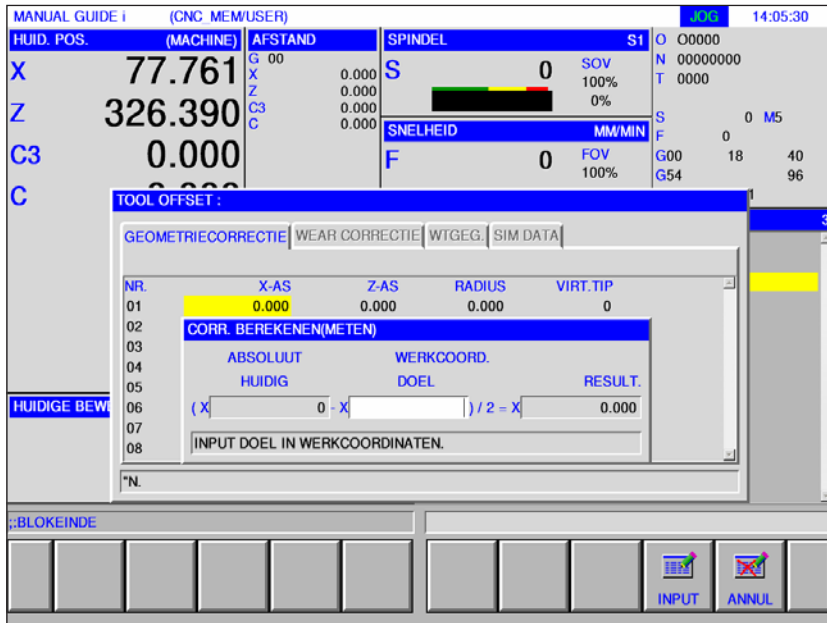 MANUAL GUIDE i (CNC_MEM/USER) JOG 14:05:30
HUID. POS. (MACHINE)
X 77.761
Z 326.390
C3 0.000
C
AFSTAND
G 00
X 0.000
Z 0.000
C3 0.000
C 0.000
SPINDEL S1
S 0 SOV
100%
0%
SNELHEID MM/MIN
F 0 FOV
100%
O O0000
N 00000000
T 0000
S 0 M5
F 0
G00 18 40
G54 96
1
3
TOOL OFFSET :
GEOMETRIECORRECTIE WEAR CORRECTIE WTGEG. SIM DATA
NR. X-AS Z-AS RADIUS VIRT.TIP
01 0.000 0.000 0.000 0
02
03
04
05
06
07
08
CORR. BEREKENEN(METEN)
ABSOLUUT WERKCOORD.
HUIDIG DOEL RESULT.
( X 0 - X ) / 2 = X 0.000
INPUT DOEL IN WERKCOORDINATEN.
"N.
HUIDIGE BEW
;:BLOKEINDE
INPUT ANNUL